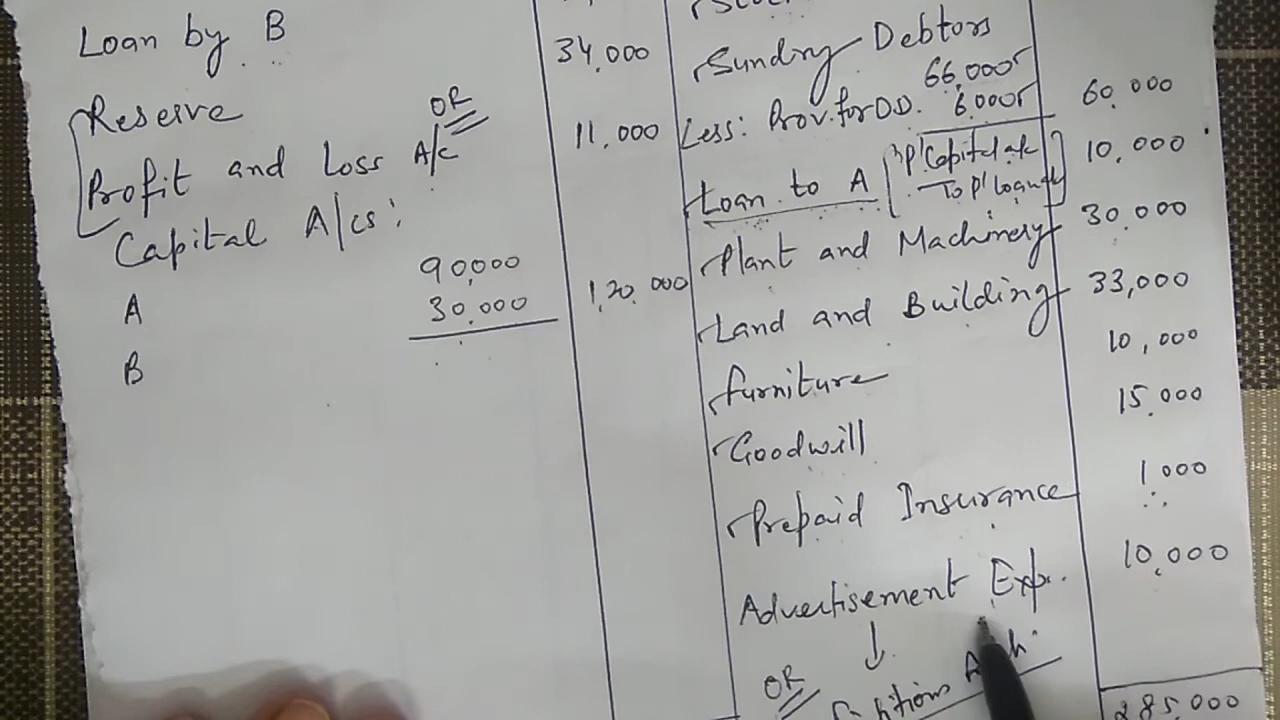 Loan by B 34,000
Reserve OR 11,000
Profit and Loss A/c
Capital A/cs:
A 90,000
B 30,000 1,20,000
Sundry Debtors
66,000
Less: Prov. for D.D. 6,000 60,000
Loan to A 10,000
Plant and Machinery 30,000
Land and Building 33,000
Furniture 10,000
Goodwill 15,000
Prepaid Insurance 1,000
Advertisement Exp. 10,000
OR
285,000